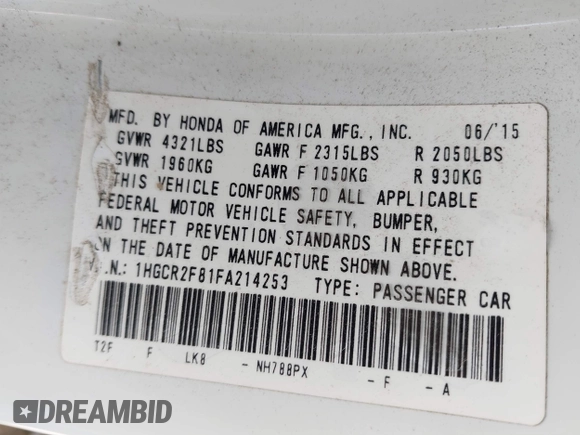 MFD. BY HONDA OF AMERICA MFG., INC. 06/'15
GVWR 4321LBS GAWR F 2315LBS R 2050LBS
GVWR 1960KG GAWR F 1050KG R 930KG
THIS VEHICLE CONFORMS TO ALL APPLICABLE
FEDERAL MOTOR VEHICLE SAFETY, BUMPER,
AND THEFT PREVENTION STANDARDS IN EFFECT
ON THE DATE OF MANUFACTURE SHOWN ABOVE.
.N.: 1HGCR2F81FA214253 TYPE: PASSENGER CAR
T2F F LK8 - NH788PX - F - A
DREAMBID